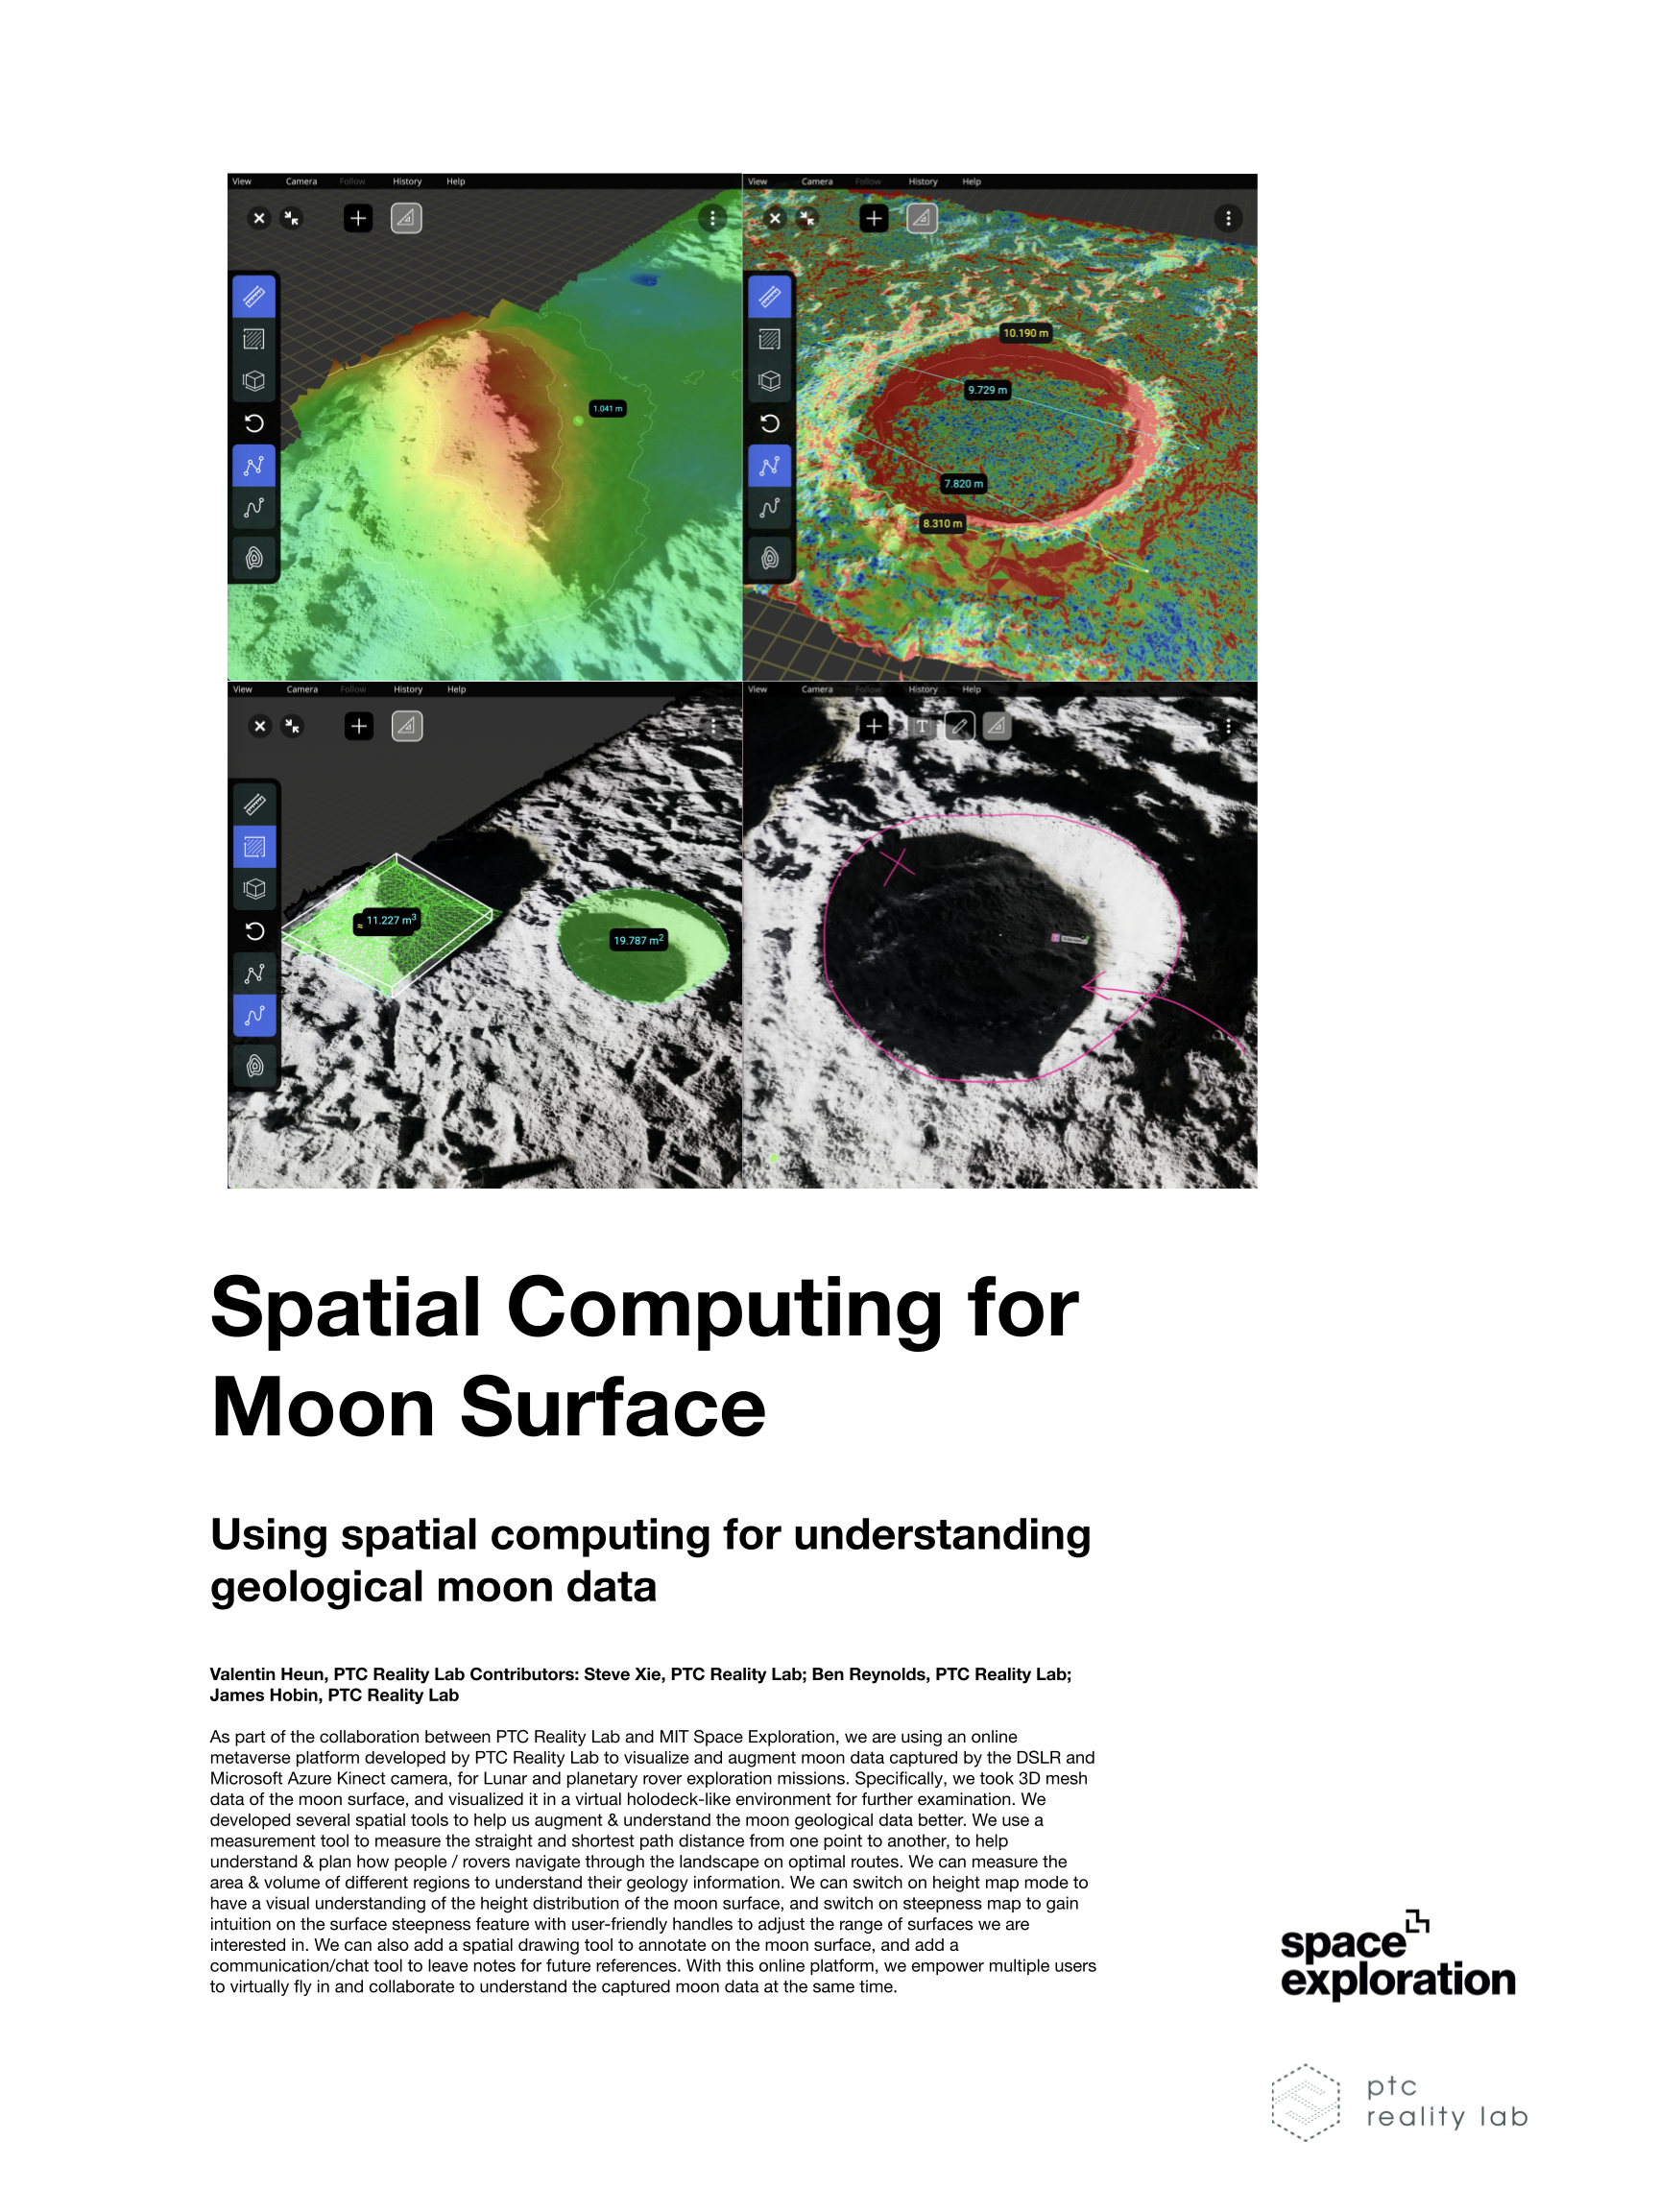 View Camera Follow History Help
1.041 m
View Camera Follow History Help
10.190 m
9.729 m
7.820 m
8.310 m
View Camera Follow History Help
≈ 11.227 m³
19.787 m²
View Camera Follow History Help
T
Spatial Computing for
Moon Surface
Using spatial computing for understanding
geological moon data
Valentin Heun, PTC Reality Lab Contributors: Steve Xie, PTC Reality Lab; Ben Reynolds, PTC Reality Lab;
James Hobin, PTC Reality Lab
As part of the collaboration between PTC Reality Lab and MIT Space Exploration, we are using an online
metaverse platform developed by PTC Reality Lab to visualize and augment moon data captured by the DSLR and
Microsoft Azure Kinect camera, for Lunar and planetary rover exploration missions. Specifically, we took 3D mesh
data of the moon surface, and visualized it in a virtual holodeck-like environment for further examination. We
developed several spatial tools to help us augment & understand the moon geological data better. We use a
measurement tool to measure the straight and shortest path distance from one point to another, to help
understand & plan how people / rovers navigate through the landscape on optimal routes. We can measure the
area & volume of different regions to understand their geology information. We can switch on height map mode to
have a visual understanding of the height distribution of the moon surface, and switch on steepness map to gain
intuition on the surface steepness feature with user-friendly handles to adjust the range of surfaces we are
interested in. We can also add a spatial drawing tool to annotate on the moon surface, and add a
communication/chat tool to leave notes for future references. With this online platform, we empower multiple users
to virtually fly in and collaborate to understand the captured moon data at the same time.
space
exploration
ptc
reality lab